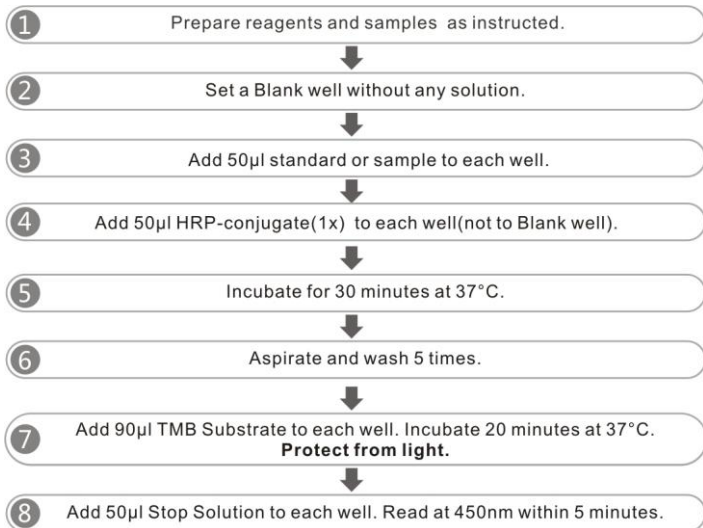 1 Prepare reagents and samples as instructed.
2 Set a Blank well without any solution.
3 Add 50μl standard or sample to each well.
4 Add 50μl HRP-conjugate(1x) to each well(not to Blank well).
5 Incubate for 30 minutes at 37°C.
6 Aspirate and wash 5 times.
7 Add 90μl TMB Substrate to each well. Incubate 20 minutes at 37°C.
Protect from light.
8 Add 50μl Stop Solution to each well. Read at 450nm within 5 minutes.